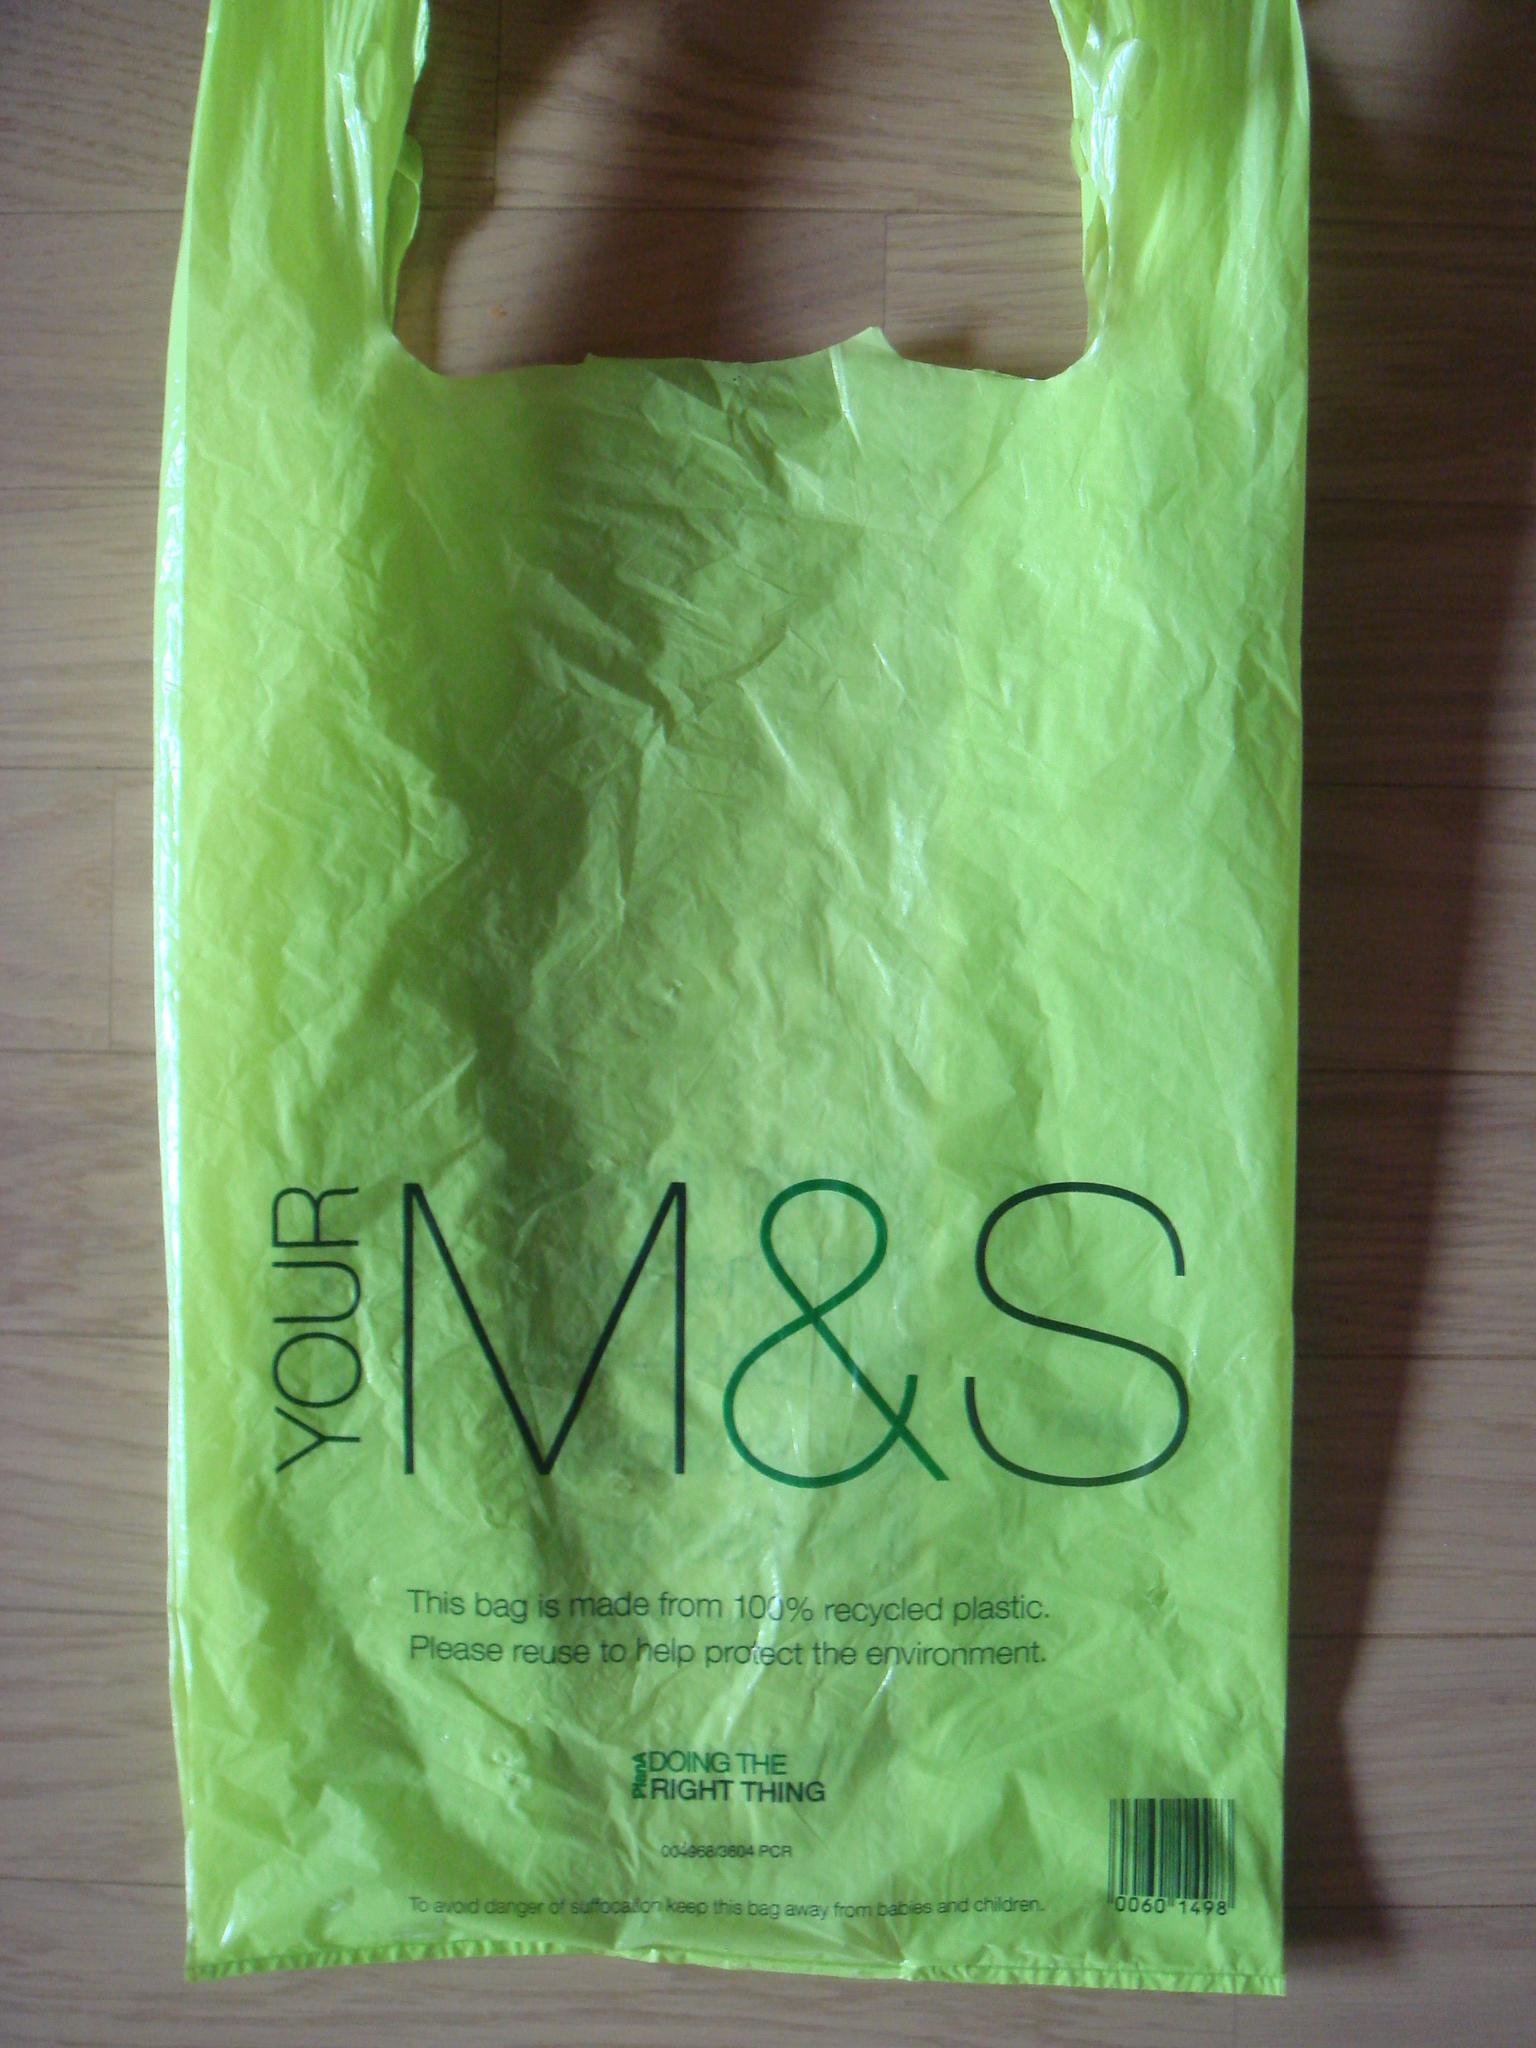 YOUR M&S
This bag is made from 100% recycled plastic.
Please reuse to help protect the environment.
PlanA DOING THE
RIGHT THING
004968/3604 PCR
To avoid danger of suffocation keep this bag away from babies and children.
0060 1498